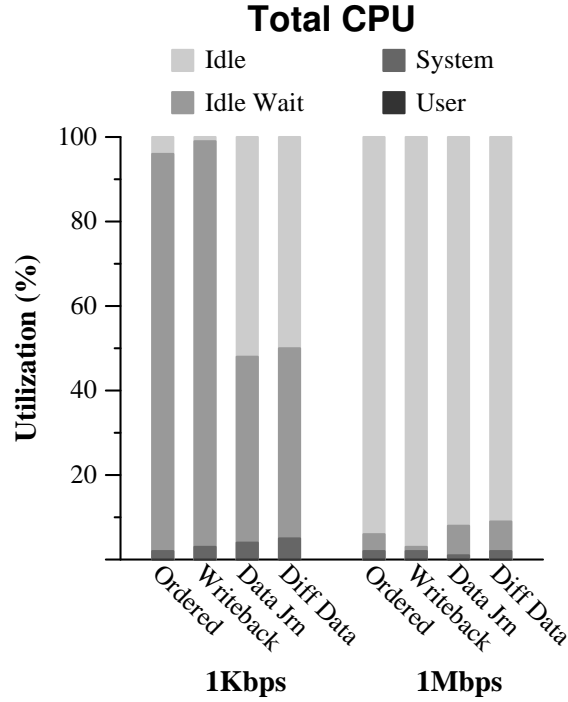 Total CPU
Idle
System
Idle Wait
User
100
80
60
40
20
Utilization (%)
Ordered
Writeback
Data Jrn
Diff Data
Ordered
Writeback
Data Jrn
Diff Data
1Kbps
1Mbps